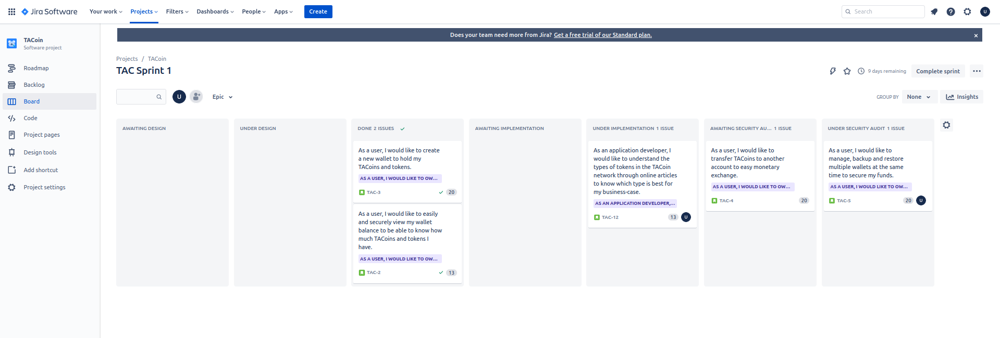 Jira Software
Your work
Projects
Filters
Dashboards
People
Apps
Create
Search
U
TACoin
Software project
Roadmap
Backlog
Board
Code
Project pages
Design tools
Add shortcut
Project settings
Does your team need more from Jira? Get a free trial of our Standard plan.
Projects / TACoin
TAC Sprint 1
9 days remaining
Complete sprint
U
Epic
GROUP BY
None
Insights
AWAITING DESIGN
UNDER DESIGN
DONE 2 ISSUES
As a user, I would like to create
a new wallet to hold my
TACoins and tokens.
AS A USER, I WOULD LIKE TO OW...
TAC-3
20
As a user, I would like to easily
and securely view my wallet
balance to be able to know how
much TACoins and tokens I
have.
AS A USER, I WOULD LIKE TO OW...
TAC-2
13
AWAITING IMPLEMENTATION
UNDER IMPLEMENTATION 1 ISSUE
As an application developer, I
would like to understand the
types of tokens in the TACoin
network through online articles
to know which type is best for
my business-case.
AS AN APPLICATION DEVELOPER,...
TAC-12
13
U
AWAITING SECURITY AU... 1 ISSUE
As a user, I would like to
transfer TACoins to another
account to easy monetary
exchange.
AS A USER, I WOULD LIKE TO OW...
TAC-4
20
UNDER SECURITY AUDIT 1 ISSUE
As a user, I would like to
manage, backup and restore
multiple wallets at the same
time to secure my funds.
AS A USER, I WOULD LIKE TO OW...
TAC-5
20
U